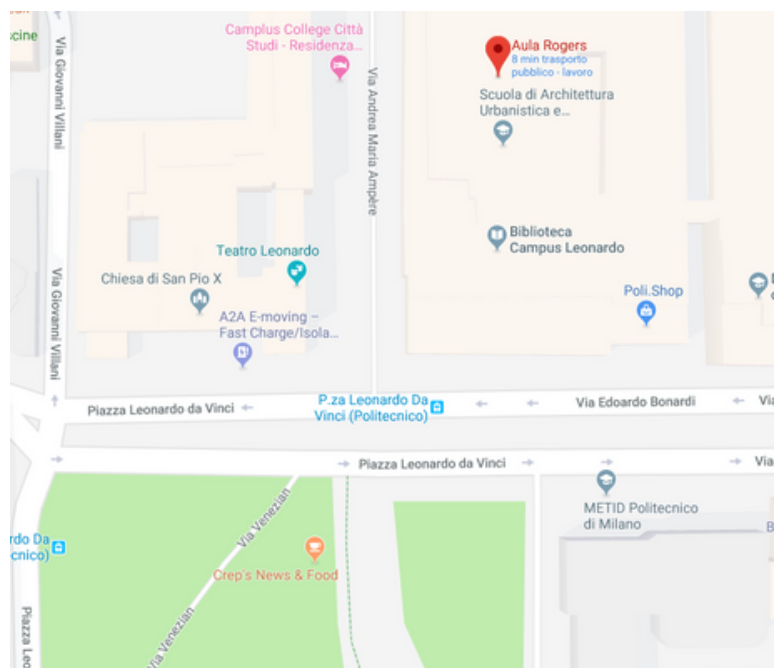 cine
Via Giovanni Villani
Camplus College Città
Studi - Residenza...
Via Andrea Maria Ampère
Aula Rogers
8 min trasporto
pubblico - lavoro
Scuola di Architettura
Urbanistica e...
Biblioteca
Campus Leonardo
Teatro Leonardo
Chiesa di San Pio X
Via Giovanni Villani
A2A E-moving –
Fast Charge/Isola...
Poli.Shop
Piazza Leonardo da Vinci
P.za Leonardo Da
Vinci (Politecnico)
Via Edoardo Bonardi
Via
Piazza Leonardo da Vinci
Via
Via Venezian
METID Politecnico
di Milano
rdo Da
cnico)
Crep's News & Food
Piazza Leo
Via Venezian